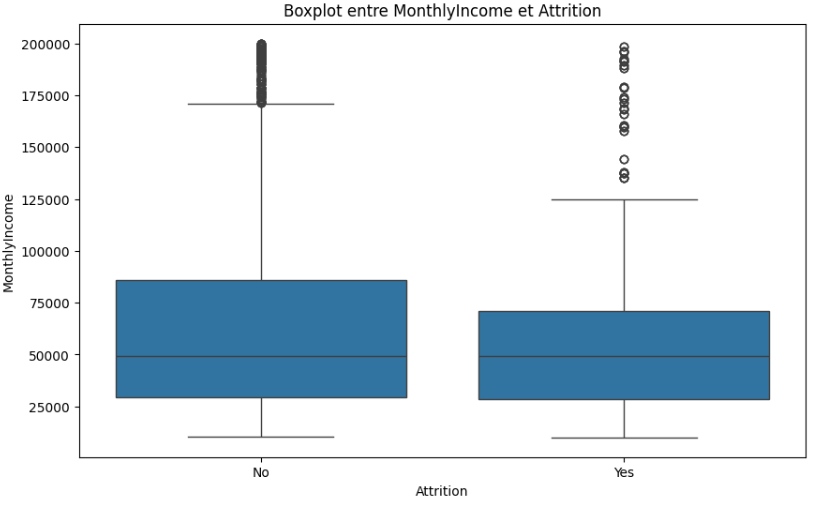 Boxplot entre MonthlyIncome et Attrition
200000
175000
150000
125000
100000
75000
50000
25000
MonthlyIncome
No
Yes
Attrition